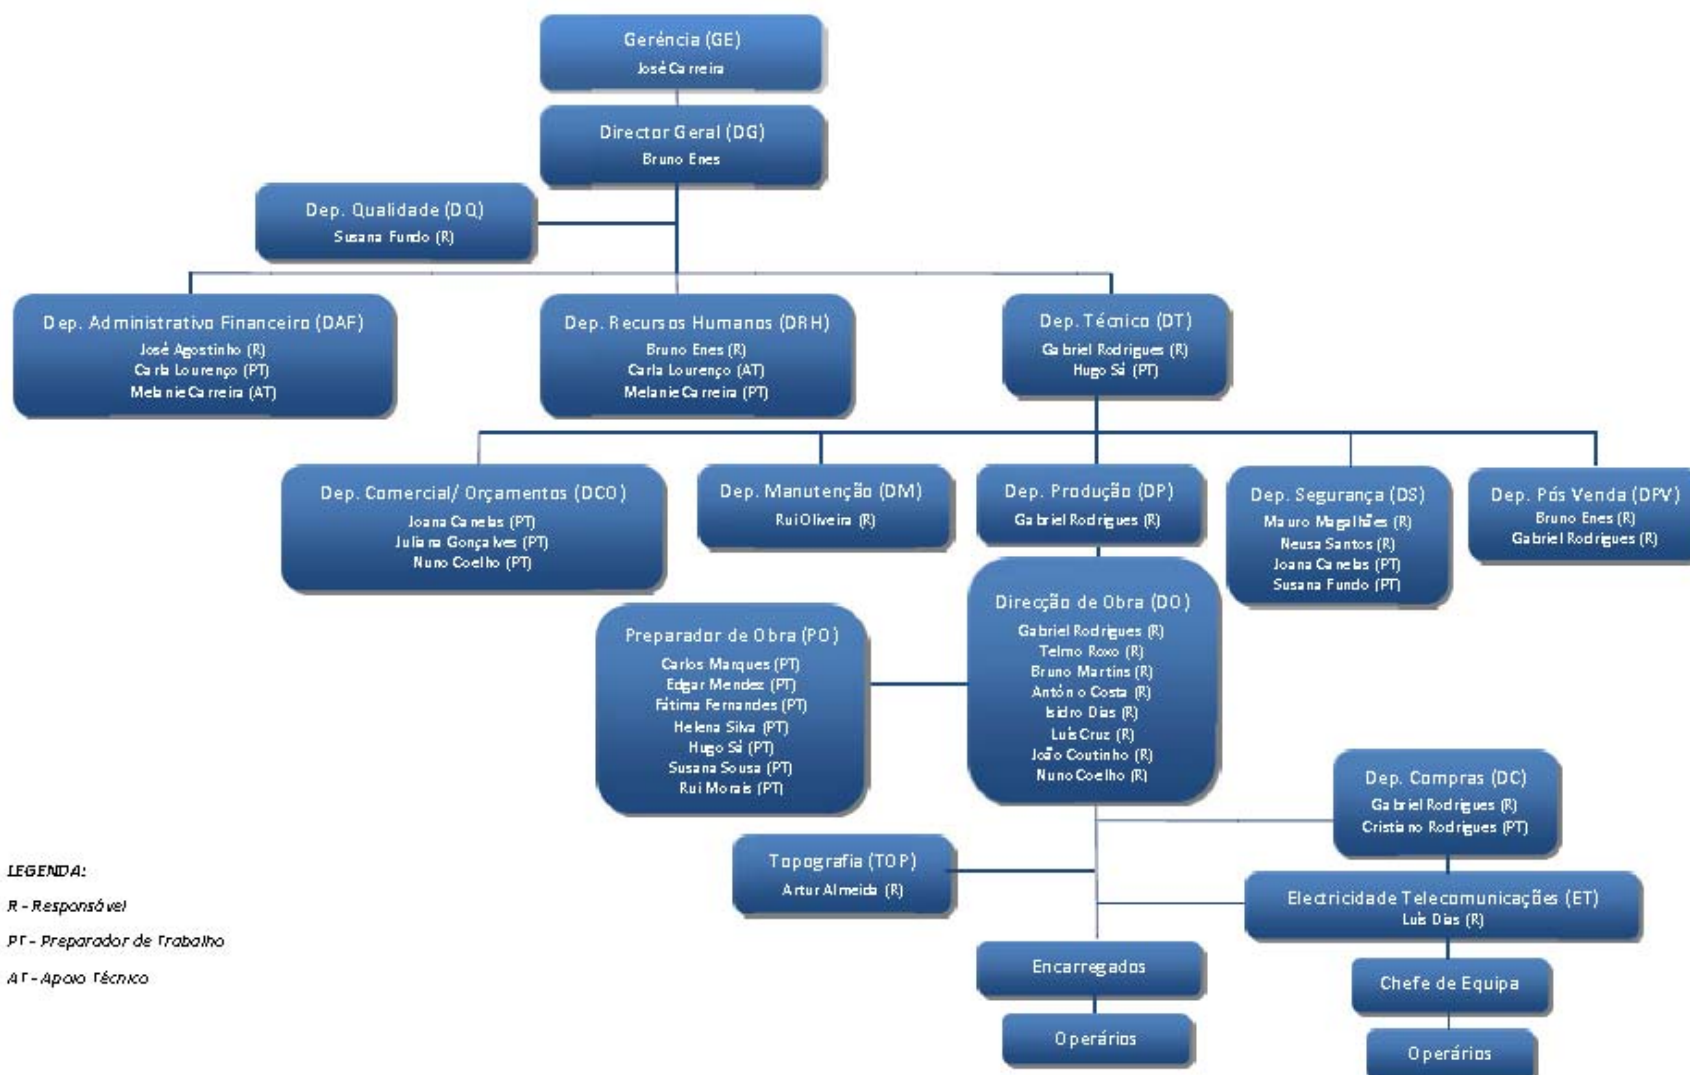 Gerência (GE)
José Carreira
Director Geral (DG)
Bruno Enes
Dep. Qualidade (DQ)
Susana Fundo (R)
Dep. Administrativo Financeiro (DAF)
José Agostinho (R)
Carla Lourenço (PT)
Melanie Carreira (AT)
Dep. Recursos Humanos (DRH)
Bruno Enes (R)
Carla Lourenço (AT)
Melanie Carreira (PT)
Dep. Técnico (DT)
Gabriel Rodrigues (R)
Hugo Sá (PT)
Dep. Comercial/ Orçamentos (DCO)
Joana Canelas (PT)
Juliana Gonçalves (PT)
Nuno Coelho (PT)
Dep. Manutenção (DM)
Rui Oliveira (R)
Dep. Produção (DP)
Gabriel Rodrigues (R)
Dep. Segurança (DS)
Mauro Magalhães (R)
Neusa Santos (R)
Joana Canelas (PT)
Susana Fundo (PT)
Dep. Pós Venda (DPV)
Bruno Enes (R)
Gabriel Rodrigues (R)
Direcção de Obra (DO)
Gabriel Rodrigues (R)
Telmo Roxo (R)
Bruno Martins (R)
António Costa (R)
Isidro Dias (R)
Luís Cruz (R)
João Coutinho (R)
Nuno Coelho (R)
Preparador de Obra (PO)
Carlos Marques (PT)
Edgar Mendez (PT)
Fátima Fernandes (PT)
Helena Silva (PT)
Hugo Sá (PT)
Susana Sousa (PT)
Rui Morais (PT)
Dep. Compras (DC)
Gabriel Rodrigues (R)
Cristiano Rodrigues (PT)
Topografia (TOP)
Artur Almeida (R)
Electricidade Telecomunicações (ET)
Luís Dias (R)
Encarregados
Operários
Chefe de Equipa
Operários
LEGENDA:
R - Responsável
PT - Preparador de Trabalho
AT - Apoio Técnico